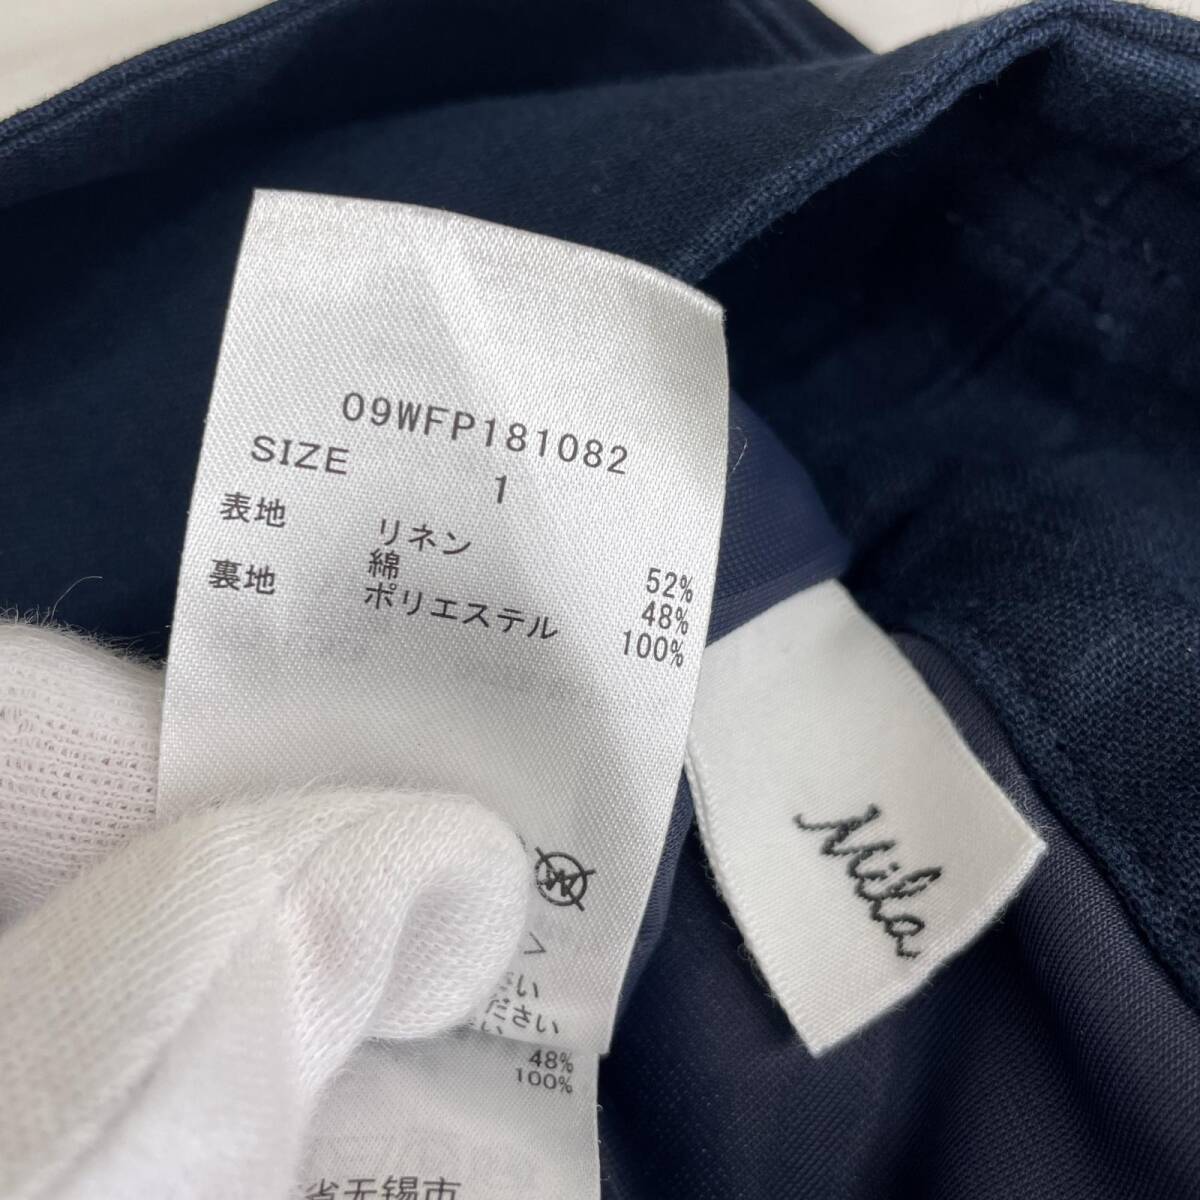 09WFP181082
SIZE 1
表地 リネン 52%
綿 48%
裏地 ポリエステル 100%
>
さい
ださい
い
48%
100%
省无锡市